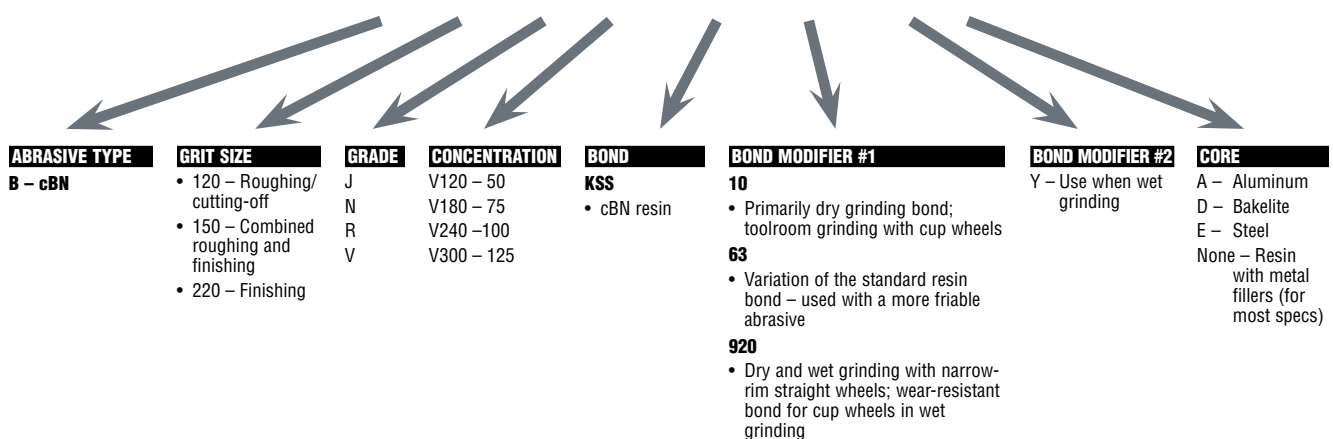 ABRASIVE TYPE
B – cBN
GRIT SIZE
• 120 – Roughing/
cutting-off
• 150 – Combined
roughing and
finishing
• 220 – Finishing
GRADE
J
N
R
V
CONCENTRATION
V120 – 50
V180 – 75
V240 –100
V300 – 125
BOND
KSS
• cBN resin
BOND MODIFIER #1
10
• Primarily dry grinding bond;
toolroom grinding with cup wheels
63
• Variation of the standard resin
bond – used with a more friable
abrasive
920
• Dry and wet grinding with narrow-
rim straight wheels; wear-resistant
bond for cup wheels in wet
grinding
BOND MODIFIER #2
Y – Use when wet
grinding
CORE
A – Aluminum
D – Bakelite
E – Steel
None – Resin
with metal
fillers (for
most specs)